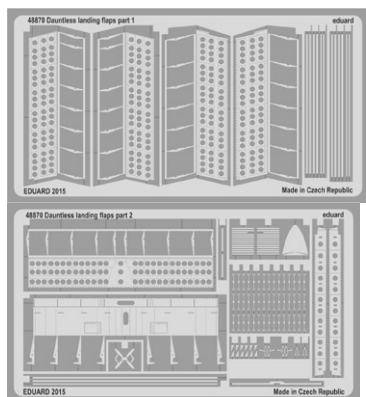 48870 Dauntless landing flaps part 1
eduard
EDUARD 2015
Made in Czech Republic
48870 Dauntless landing flaps part 2
eduard
EDUARD 2015
Made in Czech Republic